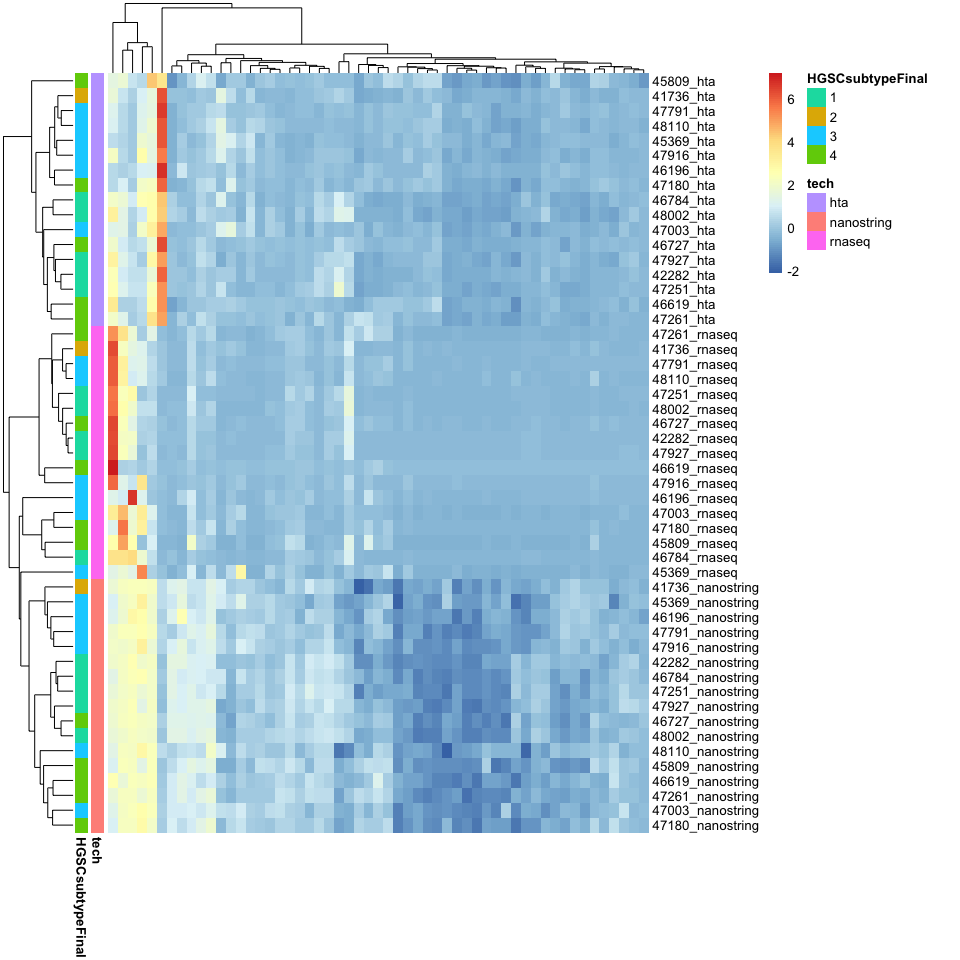 45809_hta
41736_hta
47791_hta
48110_hta
45369_hta
47916_hta
46196_hta
47180_hta
46784_hta
48002_hta
47003_hta
46727_hta
47927_hta
42282_hta
47251_hta
46619_hta
47261_hta
47261_rnaseq
41736_rnaseq
47791_rnaseq
48110_rnaseq
47251_rnaseq
48002_rnaseq
46727_rnaseq
42282_rnaseq
47927_rnaseq
46619_rnaseq
47916_rnaseq
46196_rnaseq
47003_rnaseq
47180_rnaseq
45809_rnaseq
46784_rnaseq
45369_rnaseq
41736_nanostring
45369_nanostring
46196_nanostring
47791_nanostring
47916_nanostring
42282_nanostring
46784_nanostring
47251_nanostring
47927_nanostring
46727_nanostring
48002_nanostring
48110_nanostring
45809_nanostring
46619_nanostring
47261_nanostring
47003_nanostring
47180_nanostring
6
4
2
0
-2
HGSCsubtypeFinal
1
2
3
4
tech
hta
nanostring
rnaseq
HGSCsubtypeFinal
tech